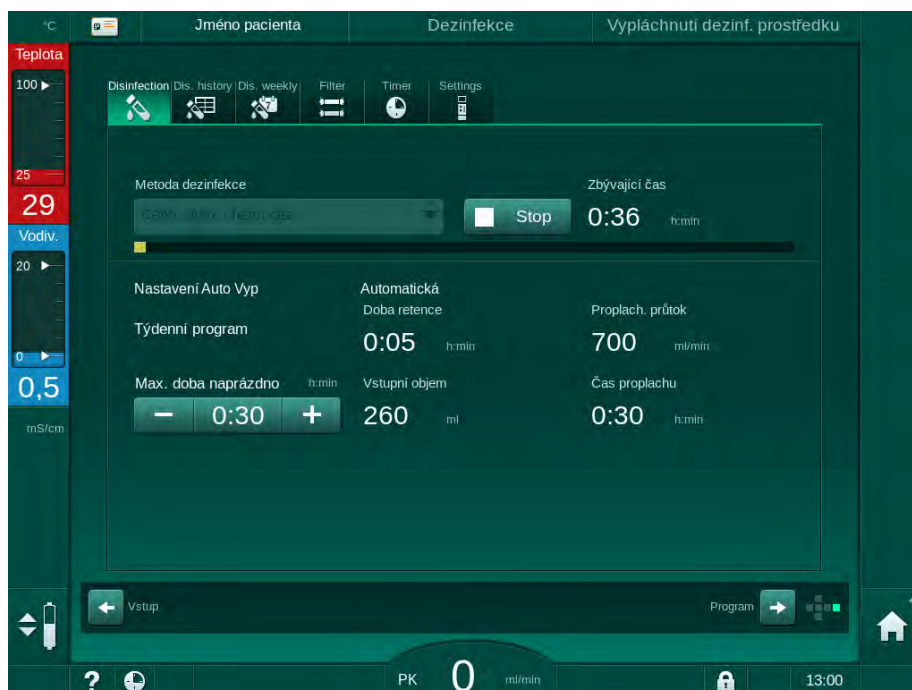 °C
Jméno pacienta
Dezinfekce
Vypláchnutí dezinf. prostředku
Teplota
100
25
29
Vodiv.
20
0
0,5
mS/cm
Disinfection Dis. history Dis. weekly Filter Timer Settings
7
Metoda dezinfekce
Zbývající čas
Stop
0:36 h:min
Nastavení Auto Vyp
Automatická
Týdenní program
Doba retence
Proplach. průtok
0:05 h:min
700 ml/min
Max. doba naprázdno h:min
Vstupní objem
Čas proplachu
− 0:30 +
260 ml
0:30 h:min
Vstup
Program
?
PK 0 ml/min
13:00